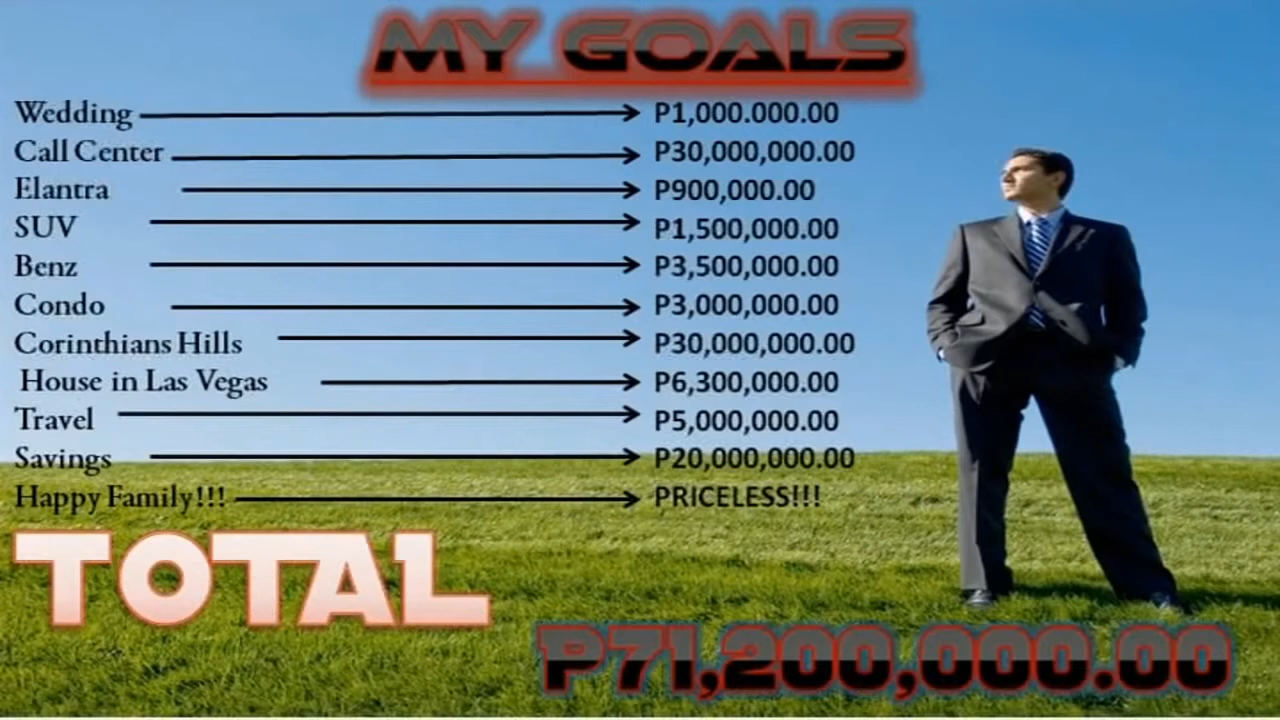 MY GOALS
Wedding P1,000.000.00
Call Center P30,000,000.00
Elantra P900,000.00
SUV P1,500,000.00
Benz P3,500,000.00
Condo P3,000,000.00
Corinthians Hills P30,000,000.00
House in Las Vegas P6,300,000.00
Travel P5,000,000.00
Savings P20,000,000.00
Happy Family!!! PRICELESS!!!
TOTAL
P71,200,000.00